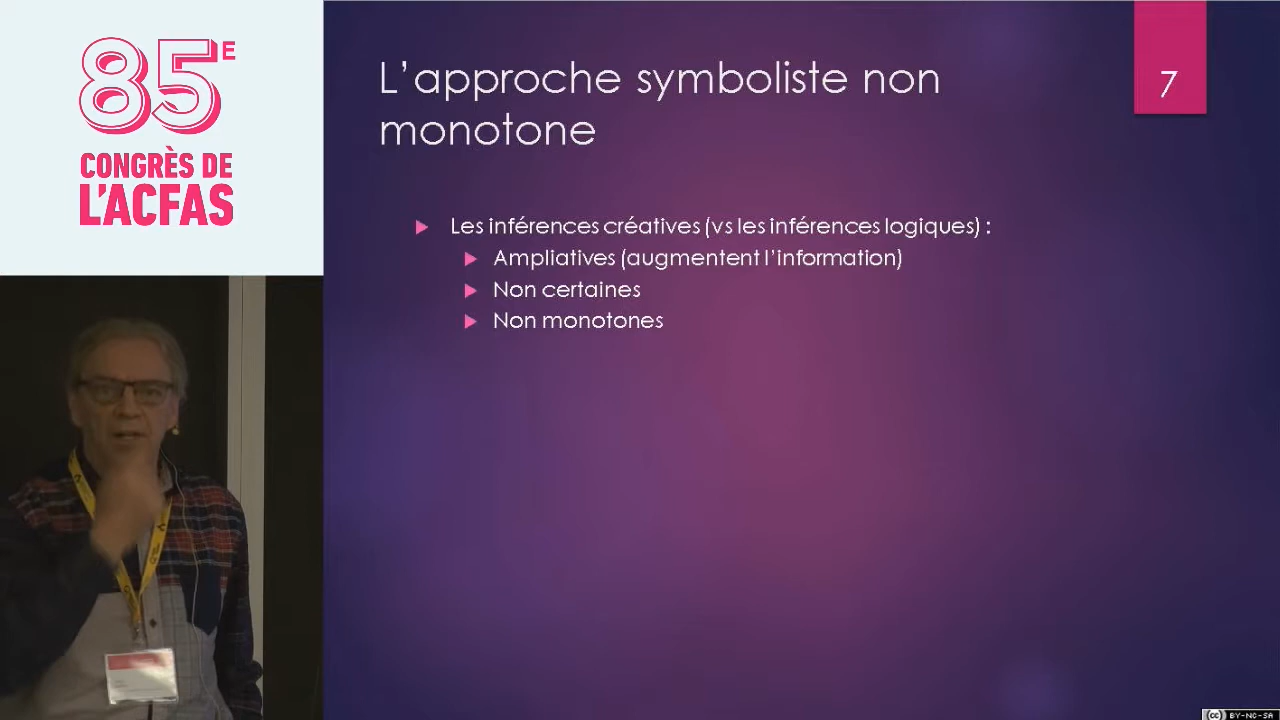 85E
CONGRÈS DE
L'ACFAS
L'approche symboliste non
monotone
7
Les inférences créatives (vs les inférences logiques) :
Ampliatives (augmentent l'information)
Non certaines
Non monotones
BY-NC-SA